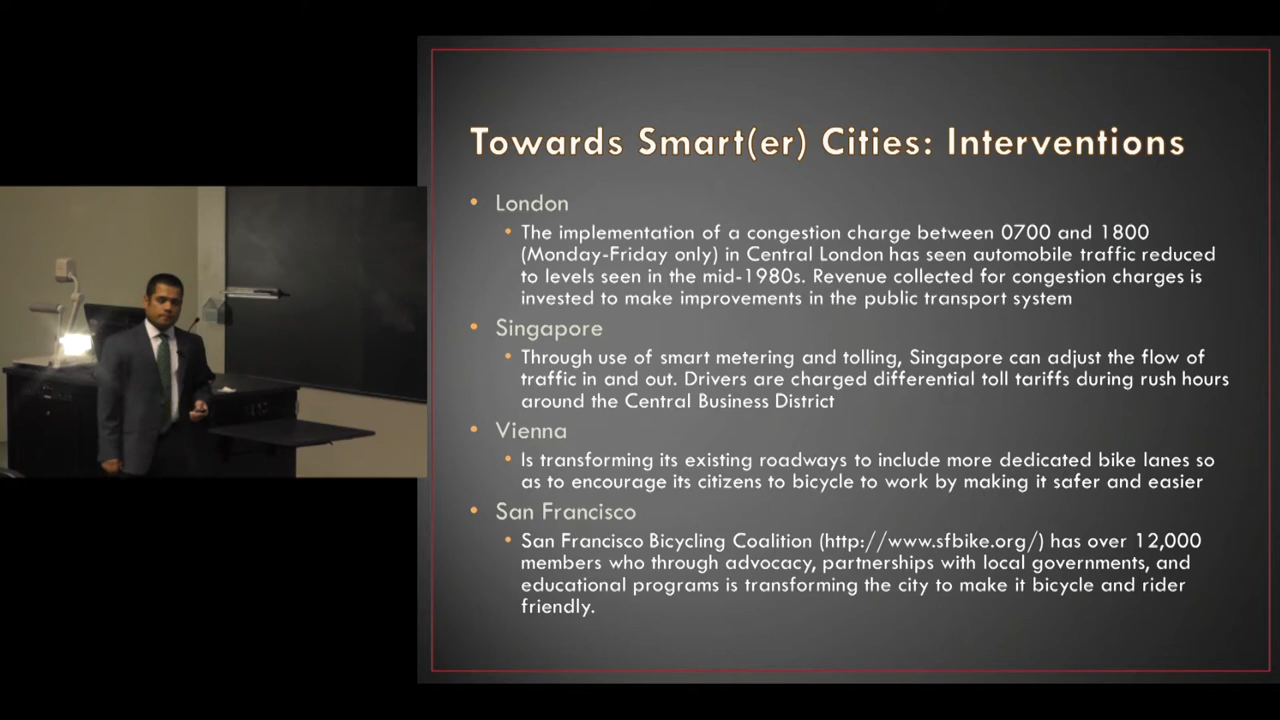 Towards Smart(er) Cities: Interventions
• London
• The implementation of a congestion charge between 0700 and 1800
(Monday-Friday only) in Central London has seen automobile traffic reduced
to levels seen in the mid-1980s. Revenue collected for congestion charges is
invested to make improvements in the public transport system
• Singapore
• Through use of smart metering and tolling, Singapore can adjust the flow of
traffic in and out. Drivers are charged differential toll tariffs during rush hours
around the Central Business District
• Vienna
• Is transforming its existing roadways to include more dedicated bike lanes so
as to encourage its citizens to bicycle to work by making it safer and easier
• San Francisco
• San Francisco Bicycling Coalition (http://www.sfbike.org/) has over 12,000
members who through advocacy, partnerships with local governments, and
educational programs is transforming the city to make it bicycle and rider
friendly.